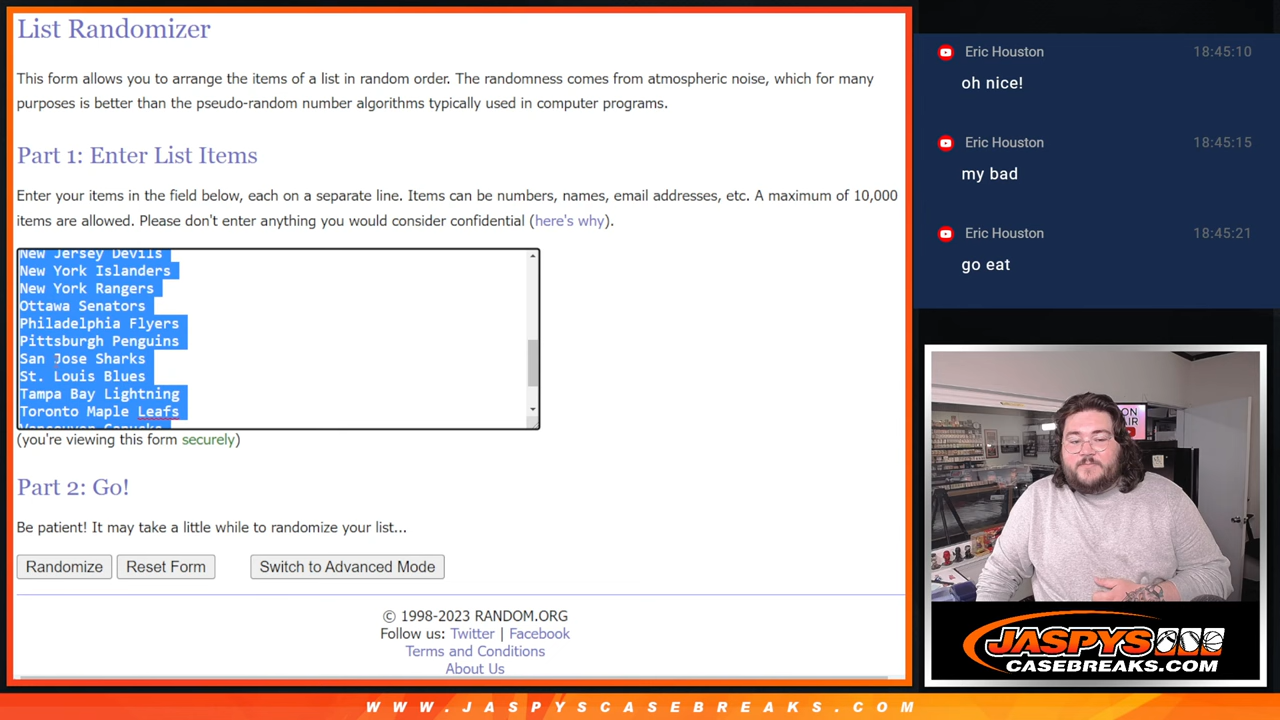 List Randomizer
This form allows you to arrange the items of a list in random order. The randomness comes from atmospheric noise, which for many
purposes is better than the pseudo-random number algorithms typically used in computer programs.
Part 1: Enter List Items
Enter your items in the field below, each on a separate line. Items can be numbers, names, email addresses, etc. A maximum of 10,000
items are allowed. Please don't enter anything you would consider confidential (here's why).
New Jersey Devils
New York Islanders
New York Rangers
Ottawa Senators
Philadelphia Flyers
Pittsburgh Penguins
San Jose Sharks
St. Louis Blues
Tampa Bay Lightning
Toronto Maple Leafs
Vancouver Canucks
(you're viewing this form securely)
Part 2: Go!
Be patient! It may take a little while to randomize your list...
Randomize
Reset Form
Switch to Advanced Mode
© 1998-2023 RANDOM.ORG
Follow us: Twitter | Facebook
Terms and Conditions
About Us
Eric Houston 18:45:10
oh nice!
Eric Houston 18:45:15
my bad
Eric Houston 18:45:21
go eat
ON
AIR
JASPYS
CASEBREAKS.COM
WWW.JASPYSCASEBREAKS.COM